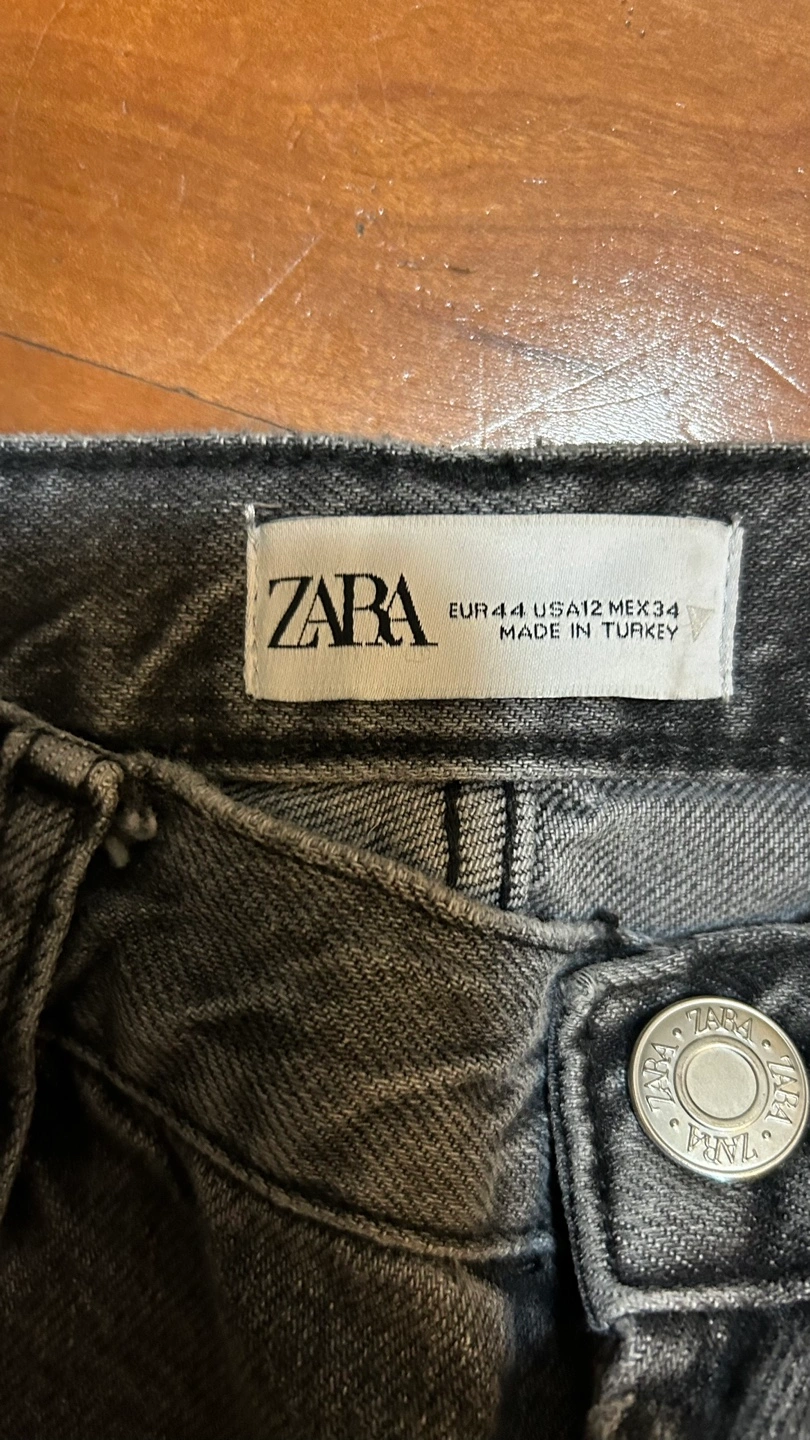 ZARA
EUR 44 USA 12 MEX 34
MADE IN TURKEY
ZARA • ZARA • ZARA • ZARA •